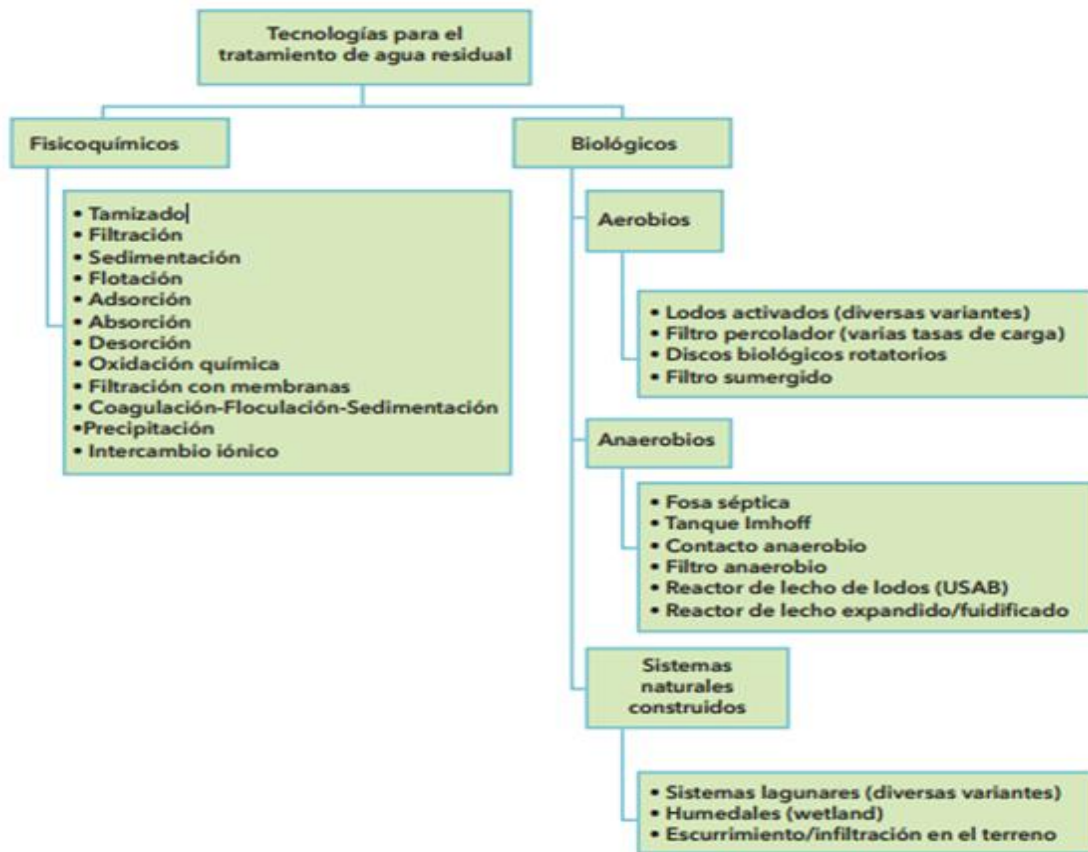 Tecnologías para el
tratamiento de agua residual
Fisicoquímicos
• Tamizado
• Filtración
• Sedimentación
• Flotación
• Adsorción
• Absorción
• Desorción
• Oxidación química
• Filtración con membranas
• Coagulación-Floculación-Sedimentación
•Precipitación
• Intercambio iónico
Biológicos
Aerobios
• Lodos activados (diversas variantes)
• Filtro percolador (varias tasas de carga)
• Discos biológicos rotatorios
• Filtro sumergido
Anaerobios
• Fosa séptica
• Tanque Imhoff
• Contacto anaerobio
• Filtro anaerobio
• Reactor de lecho de lodos (USAB)
• Reactor de lecho expandido/fuidificado
Sistemas
naturales
construidos
• Sistemas lagunares (diversas variantes)
• Humedales (wetland)
• Escurrimiento/infiltración en el terreno